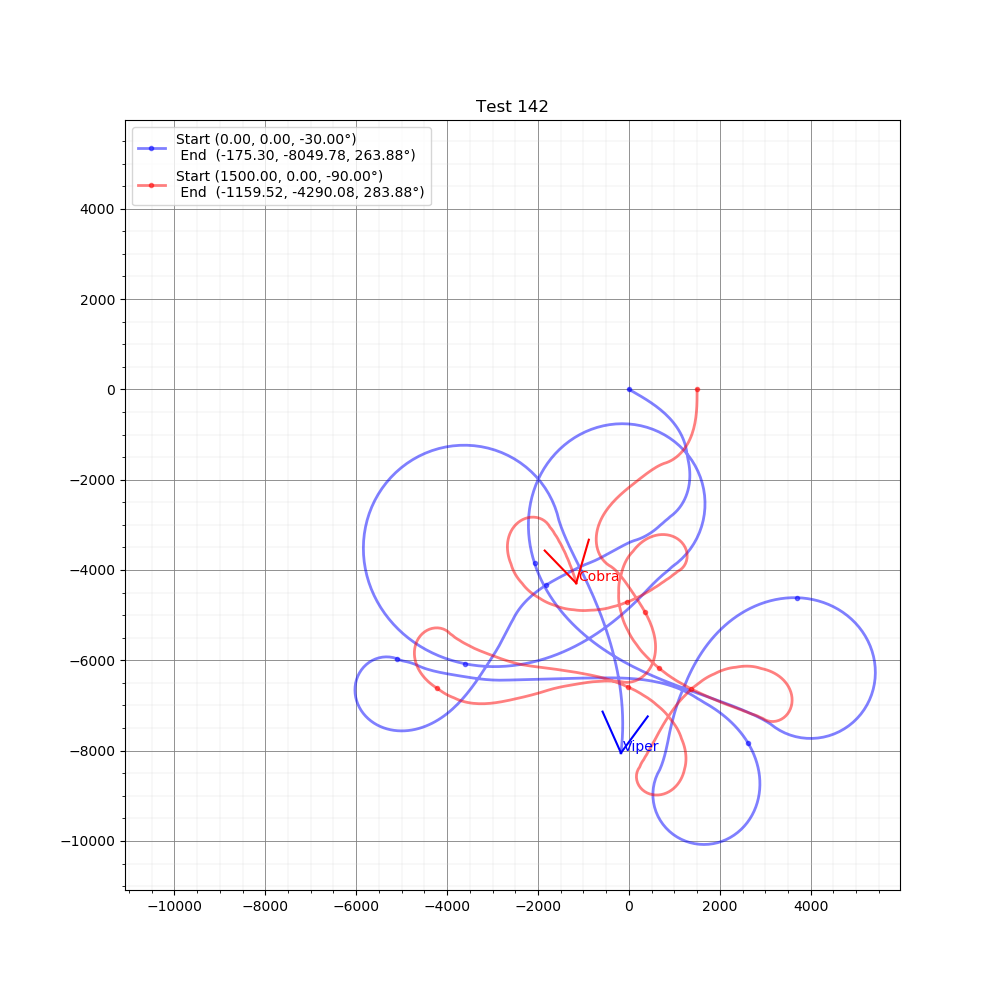 Test 142
Start (0.00, 0.00, -30.00°)
End  (-175.30, -8049.78, 263.88°)
Start (1500.00, 0.00, -90.00°)
End  (-1159.52, -4290.08, 283.88°)
4000
2000
0
−2000
−4000
−6000
−8000
−10000
Cobra
Viper
−10000 −8000 −6000 −4000 −2000 0 2000 4000